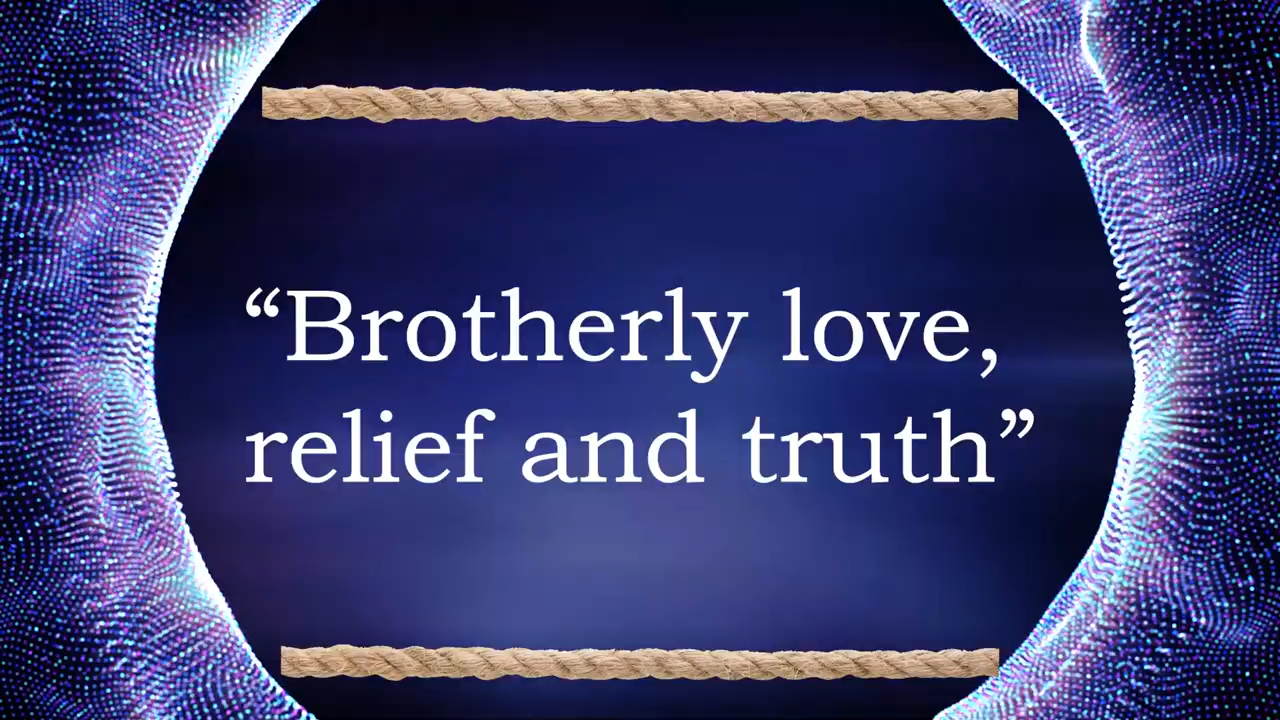 “Brotherly love,
relief and truth”